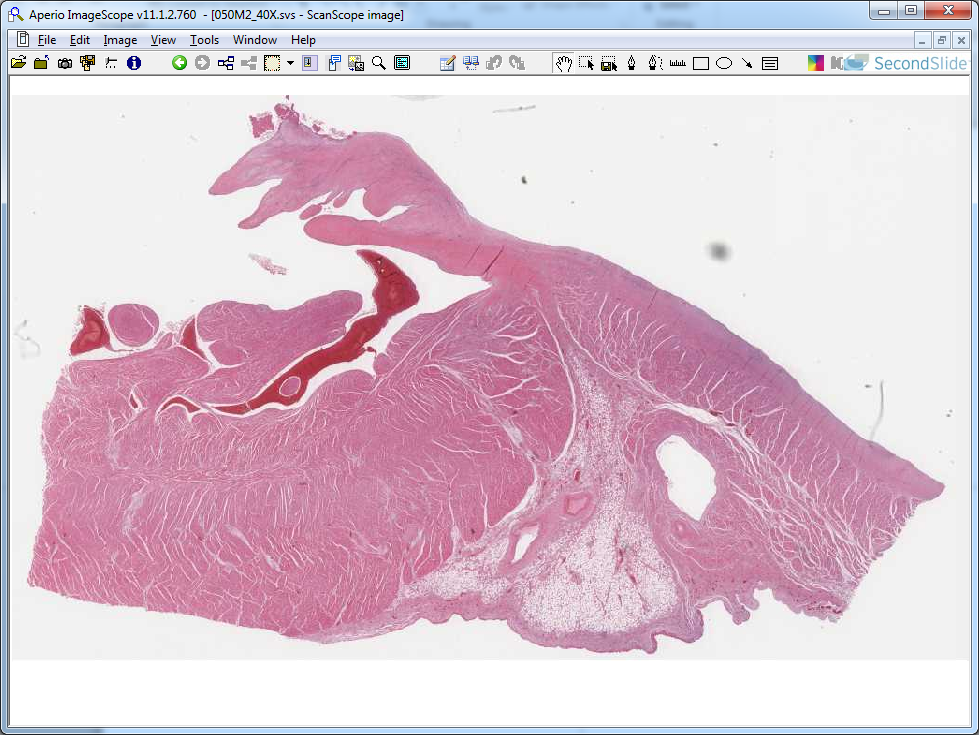 Aperio ImageScope v11.1.2.760 - [050M2_40X.svs - ScanScope image]
File Edit Image View Tools Window Help
SecondSlide